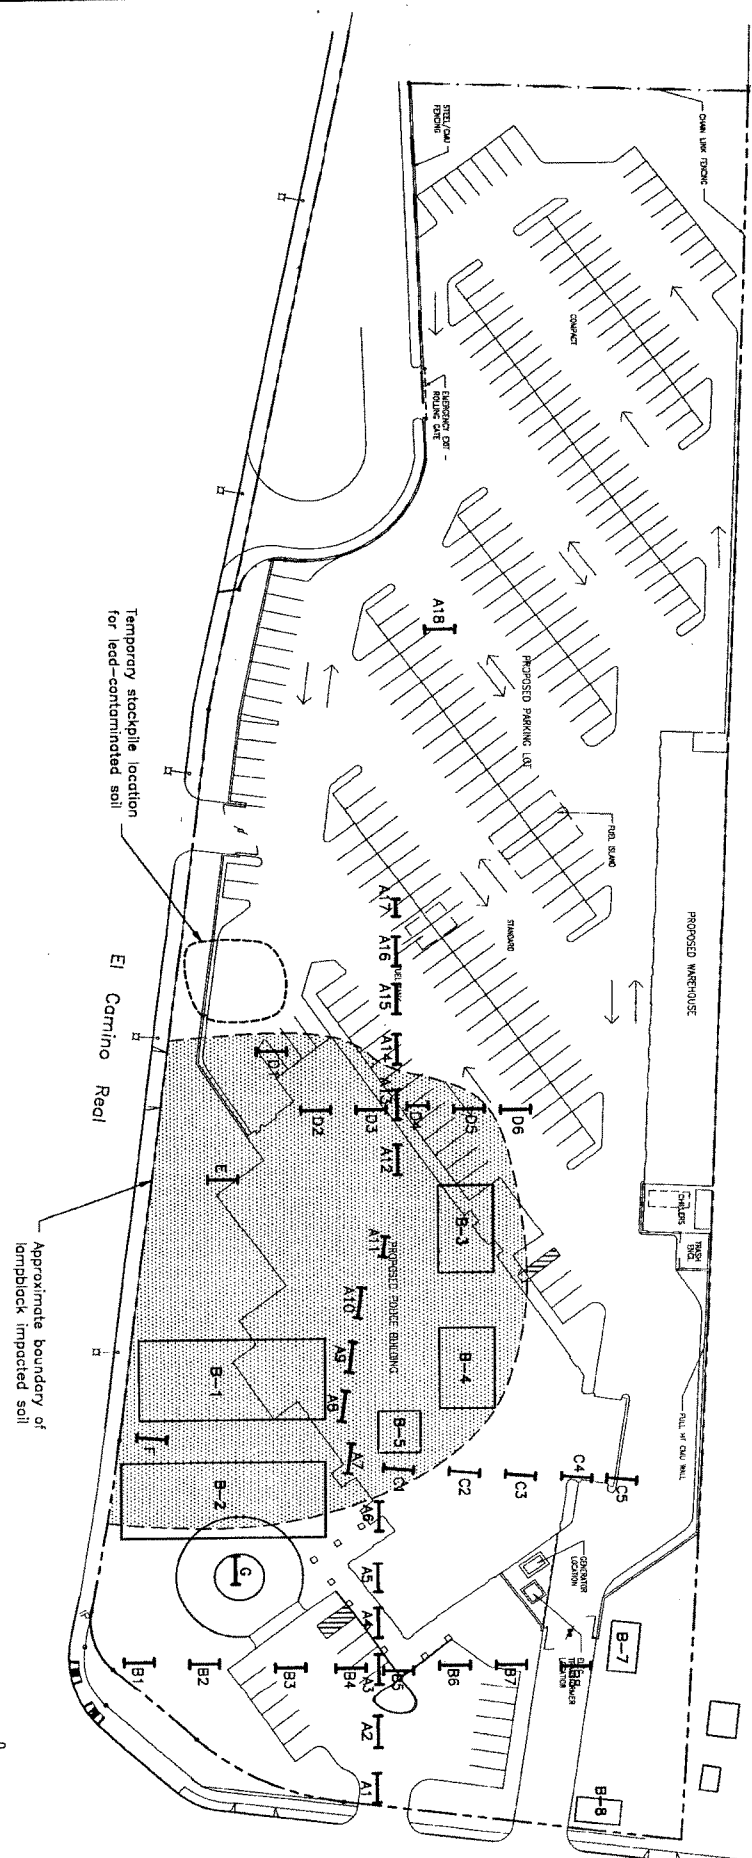 CHAIN LINK FENCING
STEEL/CMU
FENCING
COMPACT
EMERGENCY EXIT
ROLLING GATE
A18
PROPOSED PARKING LOT
Temporary stockpile location
for lead-contaminated soil
FUEL ISLAND
STANDARD
PROPOSED WAREHOUSE
A17
A16
A15
A14
A13
A12
A11
A10
A9
A8
A7
A6
A5
A4
A3
A2
A1
El Camino Real
D2
D3
D4
D5
D6
E
B-3
CHILLERS
TRASH
ENCL
PROPOSED POLICE BUILDING
B-4
B-1
B-5
Approximate boundary of
lampblack impacted soil
FULL HT CMU WALL
F
B-2
C1
C2
C3
C4
C5
G
GENERATOR
LOCATION
B-7
B1
B2
B3
B4
B5
B6
B7
LOCATION
B-8